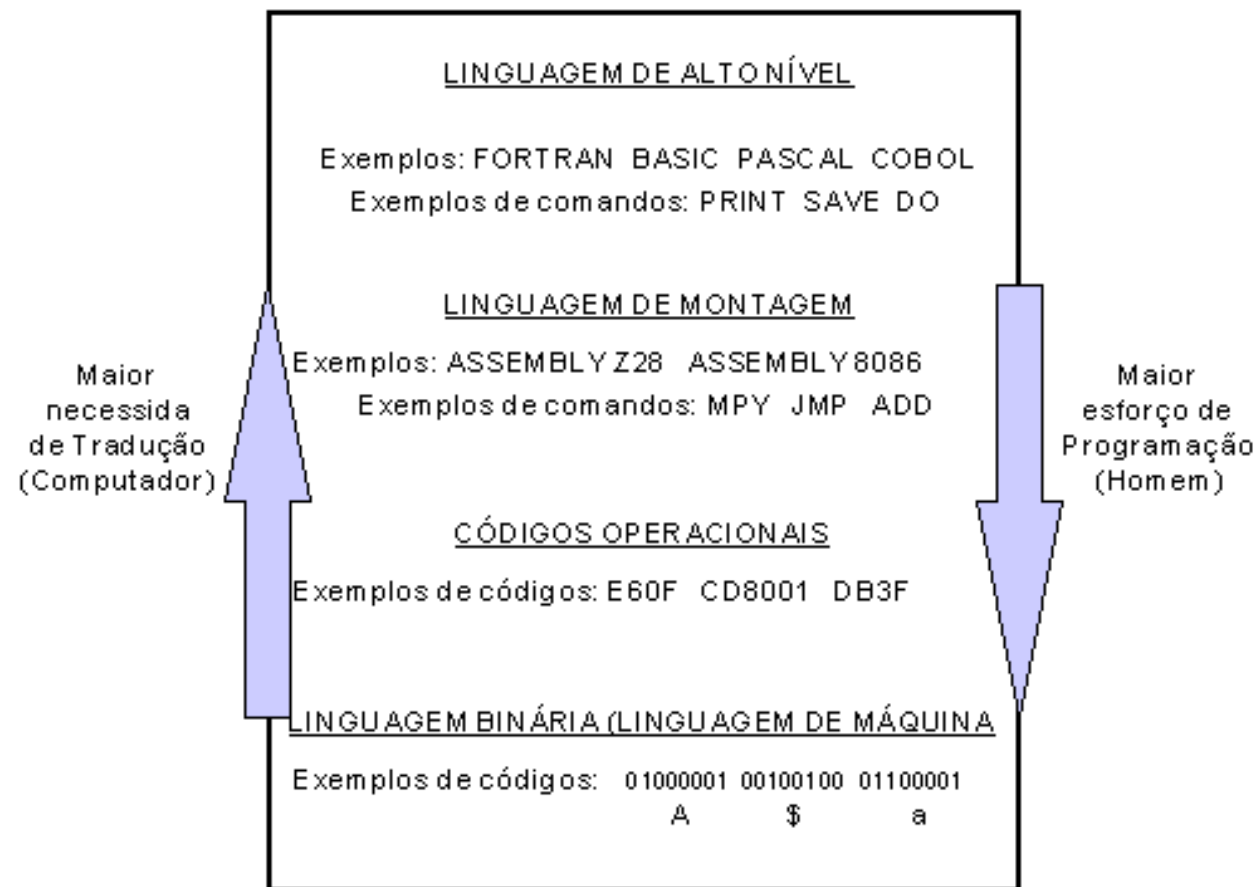 LINGUAGEM DE ALTO NÍVEL
Exemplos: FORTRAN BASIC PASCAL COBOL
Exemplos de comandos: PRINT SAVE DO
LINGUAGEM DE MONTAGEM
Exemplos: ASSEMBLY Z28 ASSEMBLY 8086
Exemplos de comandos: MPY JMP ADD
Maior
necessida
de Tradução
(Computador)
Maior
esforço de
Programação
(Homem)
CÓDIGOS OPERACIONAIS
Exemplos de códigos: E60F CD8001 DB3F
LINGUAGEM BINÁRIA (LINGUAGEM DE MÁQUINA
Exemplos de códigos: 01000001 00100100 01100001
A $ a